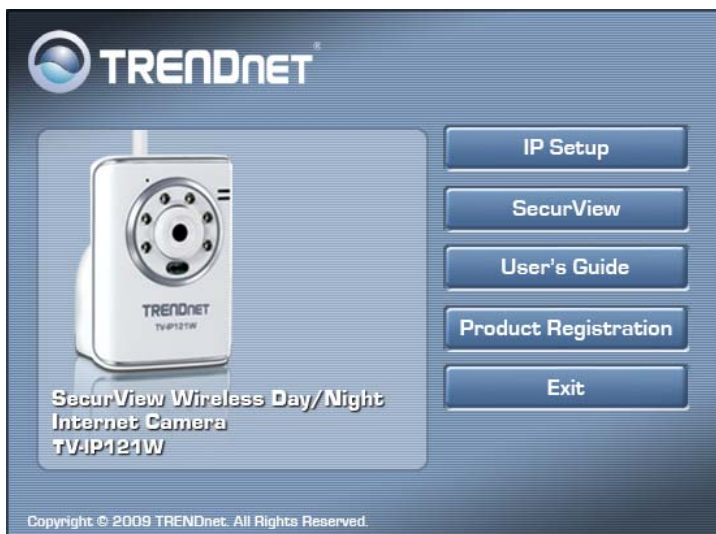 TRENDNET®
IP Setup
SecurView
User's Guide
Product Registration
Exit
TRENDNET
TV-IP121W
SecurView Wireless Day/Night
Internet Camera
TV-IP121W
Copyright © 2009 TRENDnet. All Rights Reserved.